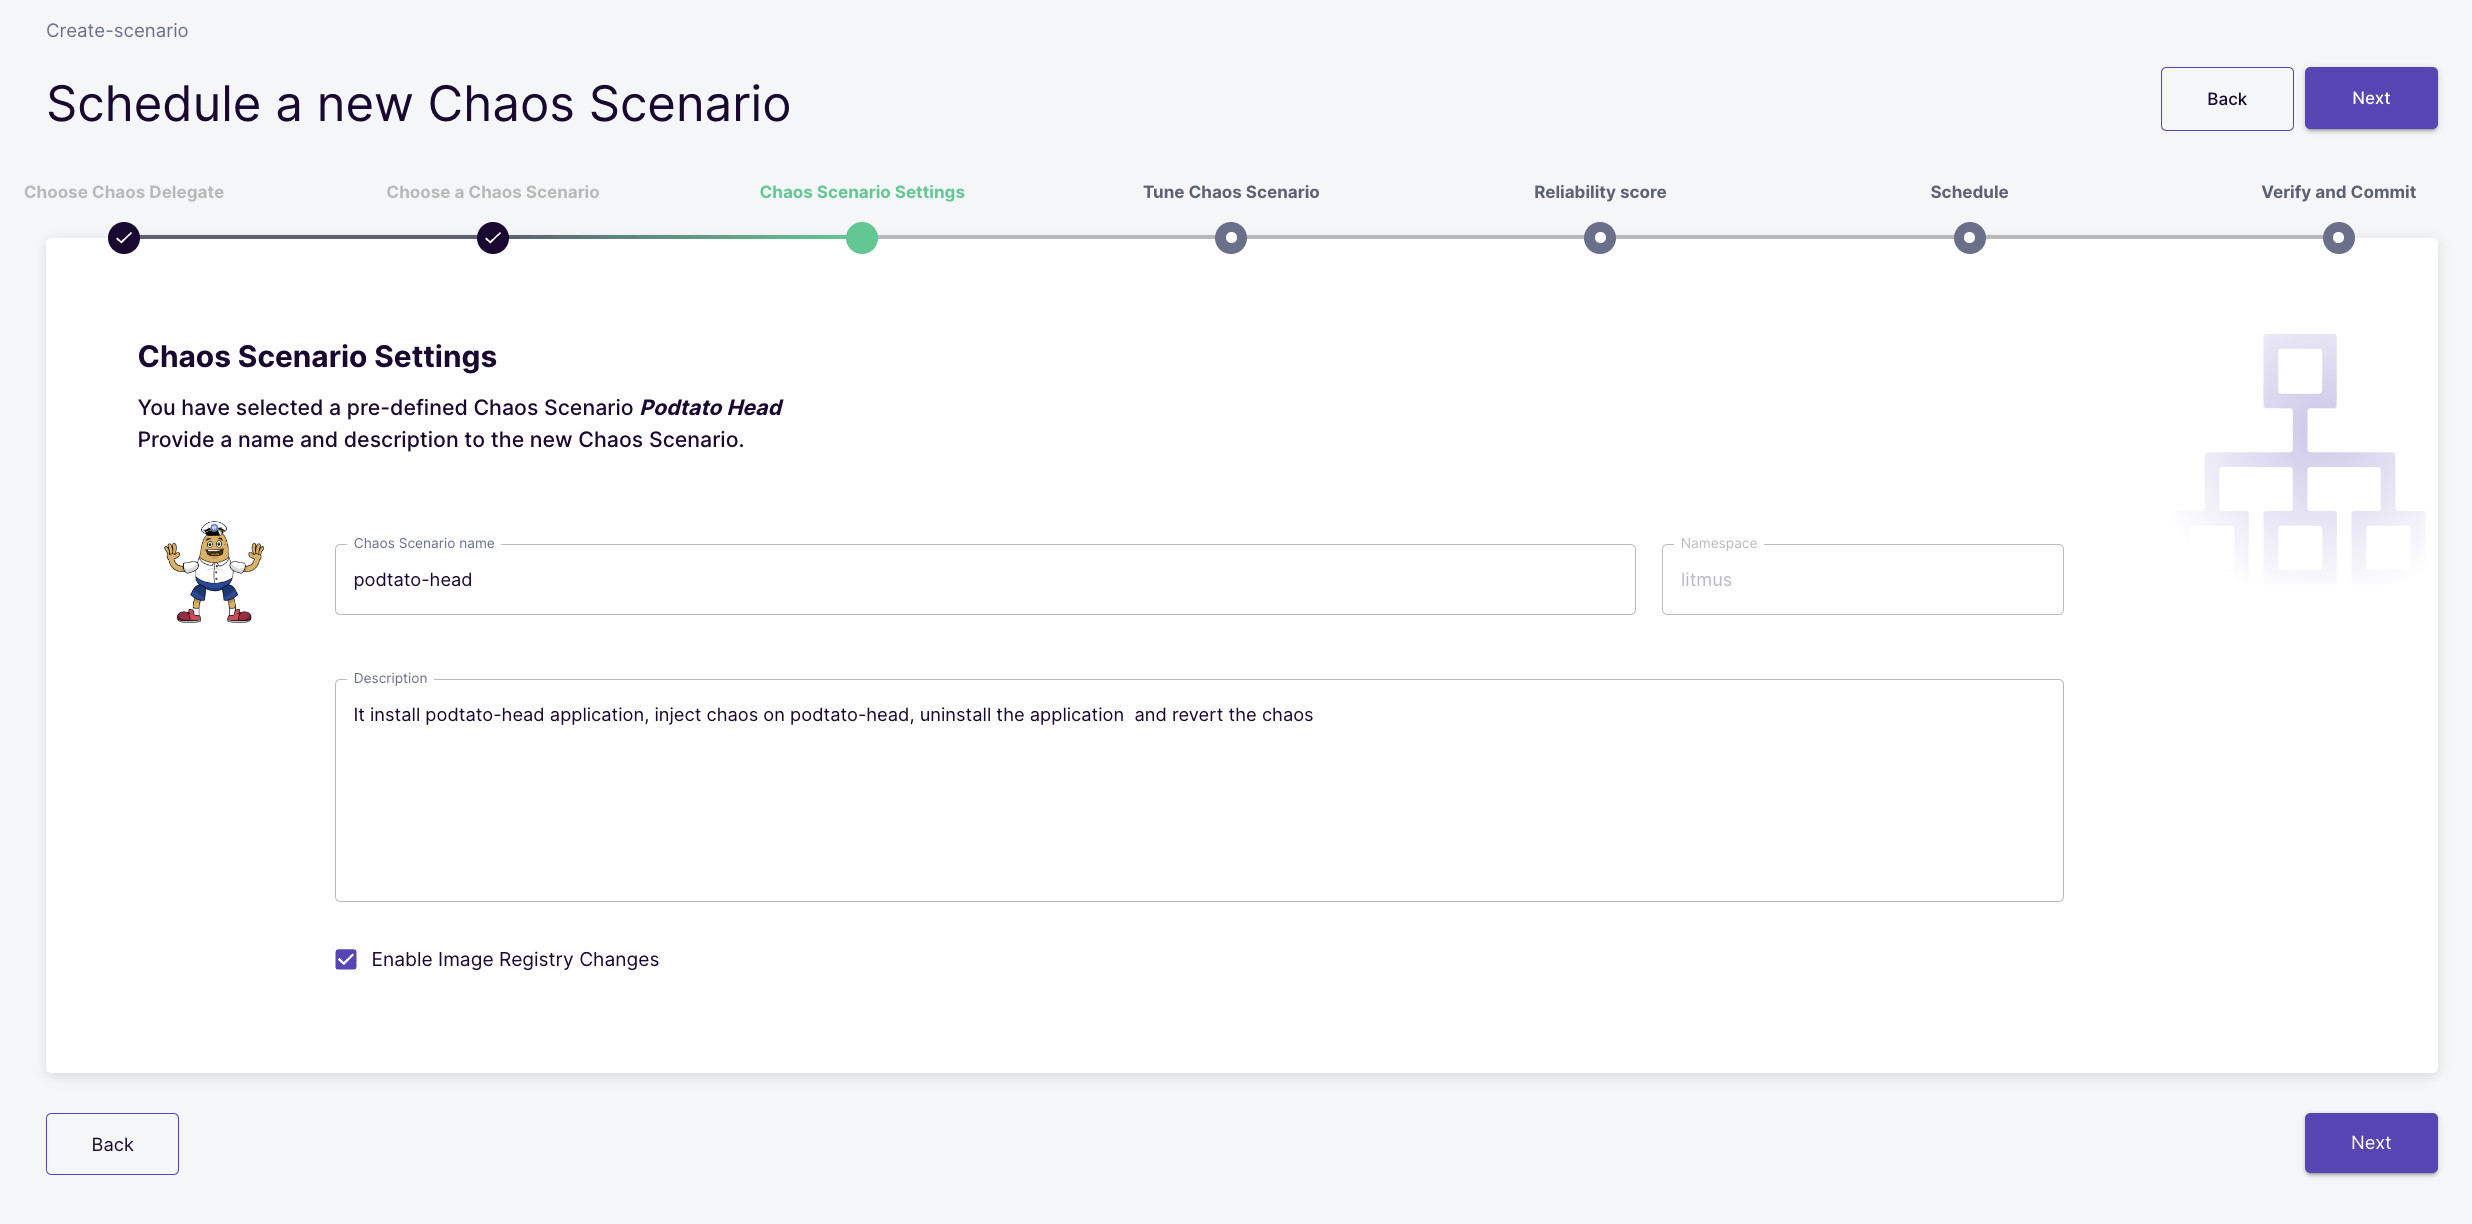 Create-scenario
Schedule a new Chaos Scenario
Back
Next
Choose Chaos Delegate
Choose a Chaos Scenario
Chaos Scenario Settings
Tune Chaos Scenario
Reliability score
Schedule
Verify and Commit
Chaos Scenario Settings
You have selected a pre-defined Chaos Scenario Podtato Head
Provide a name and description to the new Chaos Scenario.
Chaos Scenario name
podtato-head
Namespace
litmus
Description
It install podtato-head application, inject chaos on podtato-head, uninstall the application  and revert the chaos
Enable Image Registry Changes
Back
Next